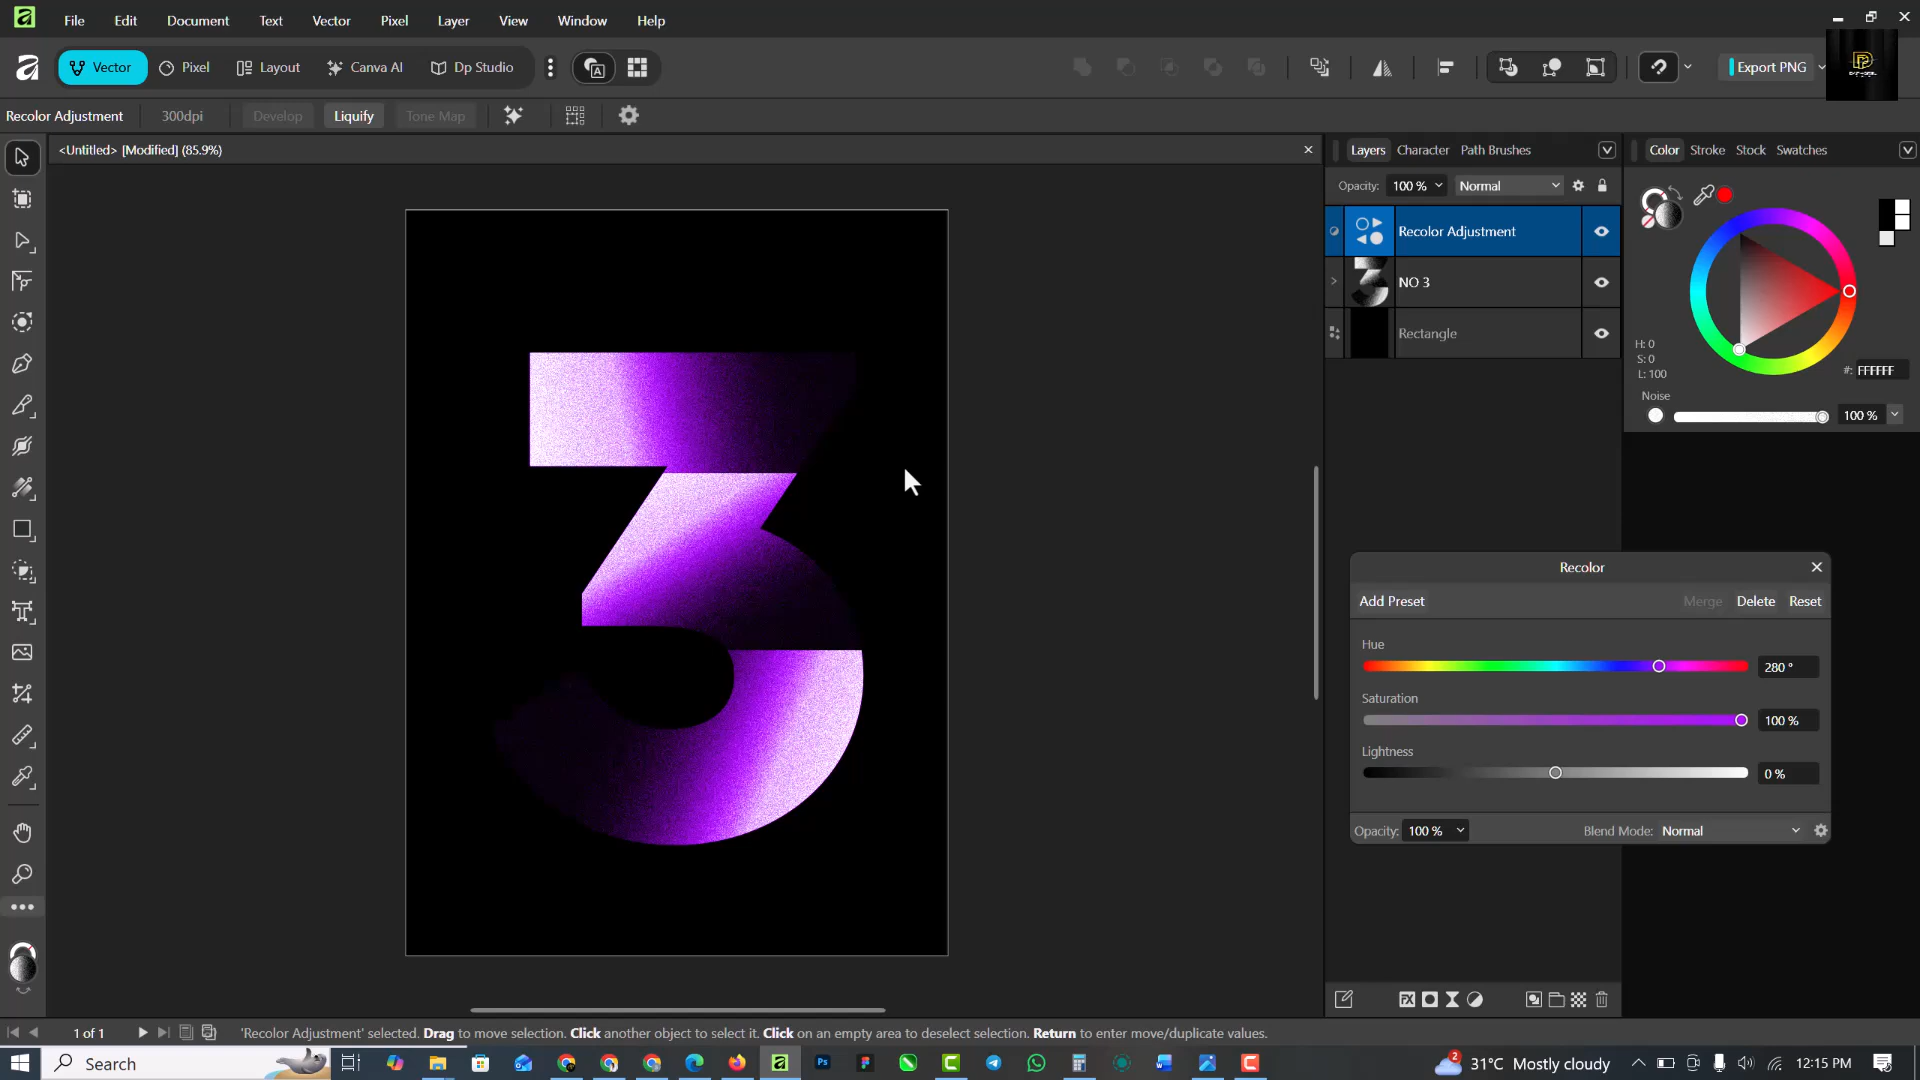 File Edit Document Text Vector Pixel Layer View Window Help
Vector Pixel Layout Canva AI Dp Studio Export PNG
Recolor Adjustment 300dpi Develop Liquify Tone Map
<Untitled> [Modified] (85.9%)
Layers Character Path Brushes
Color Stroke Stock Swatches
Opacity: 100 % Normal
Recolor Adjustment
NO 3
Rectangle
H: 0
S: 0
L: 100
#: FFFFFF
Noise
100 %
3
Recolor
Add Preset Merge Delete Reset
Hue
280 °
Saturation
100 %
Lightness
0 %
Opacity: 100 % Blend Mode: Normal
1 of 1
'Recolor Adjustment' selected. Drag to move selection. Click another object to select it. Click on an empty area to deselect selection. Return to enter move/duplicate values.
Search
2
31°C Mostly cloudy
12:15 PM